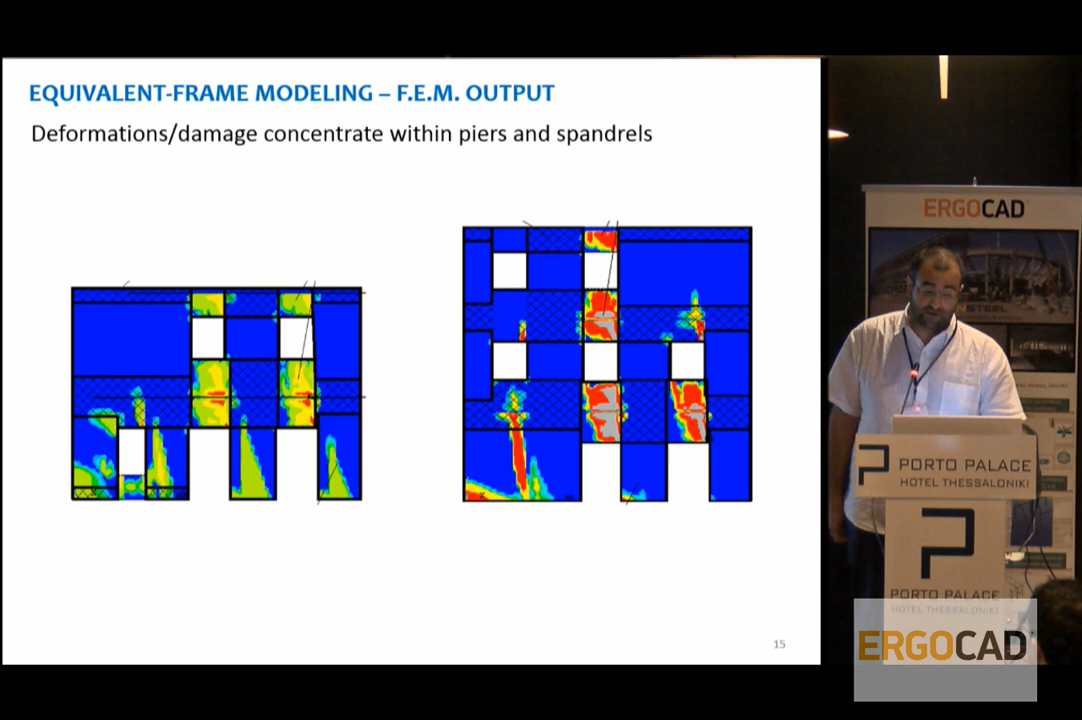 EQUIVALENT-FRAME MODELING – F.E.M. OUTPUT
Deformations/damage concentrate within piers and spandrels
15
ERGOCAD
STEEL
PORTO PALACE
HOTEL THESSALONIKI
PORTO PALACE
HOTEL THESSALONIKI
ERGOCAD®